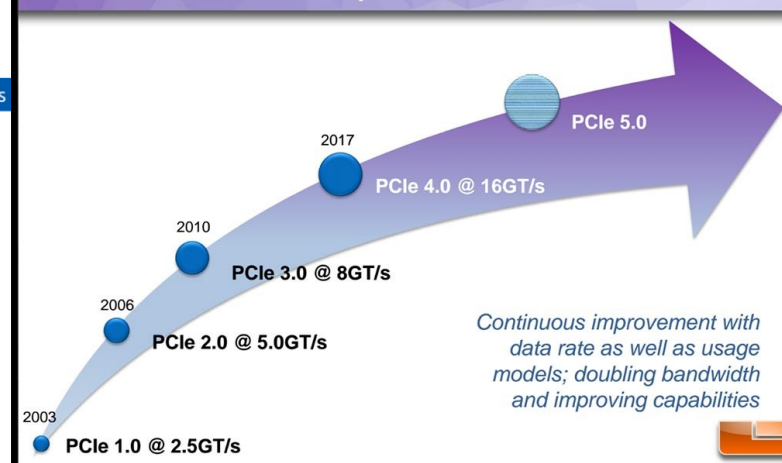 PCIe 5.0
2017
PCIe 4.0 @ 16GT/s
2010
PCIe 3.0 @ 8GT/s
2006
PCIe 2.0 @ 5.0GT/s
2003
PCIe 1.0 @ 2.5GT/s
Continuous improvement with
data rate as well as usage
models; doubling bandwidth
and improving capabilities